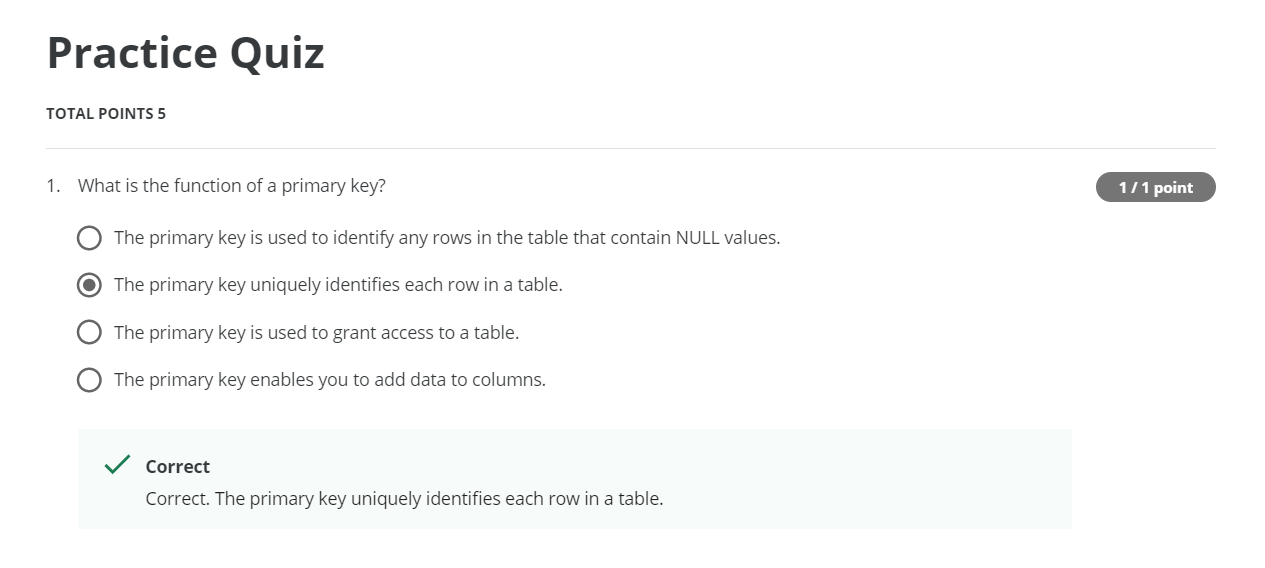 Practice Quiz
TOTAL POINTS 5
1. What is the function of a primary key?
1 / 1 point
The primary key is used to identify any rows in the table that contain NULL values.
The primary key uniquely identifies each row in a table.
The primary key is used to grant access to a table.
The primary key enables you to add data to columns.
Correct
Correct. The primary key uniquely identifies each row in a table.